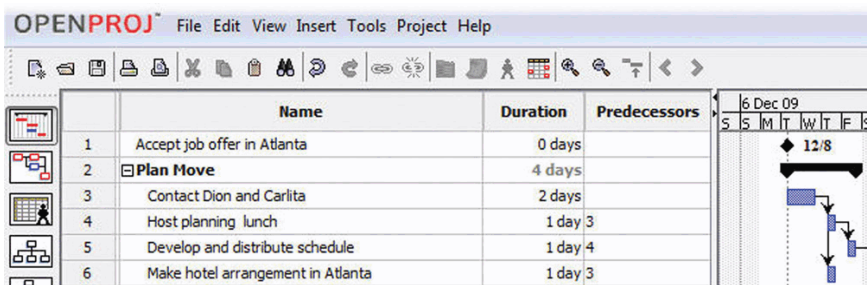 OPENPROJ™ File Edit View Insert Tools Project Help
Name Duration Predecessors 6 Dec 09
S S M T W T F S
1 Accept job offer in Atlanta 0 days 12/8
2 Plan Move 4 days
3 Contact Dion and Carlita 2 days
4 Host planning lunch 1 day 3
5 Develop and distribute schedule 1 day 4
6 Make hotel arrangement in Atlanta 1 day 3